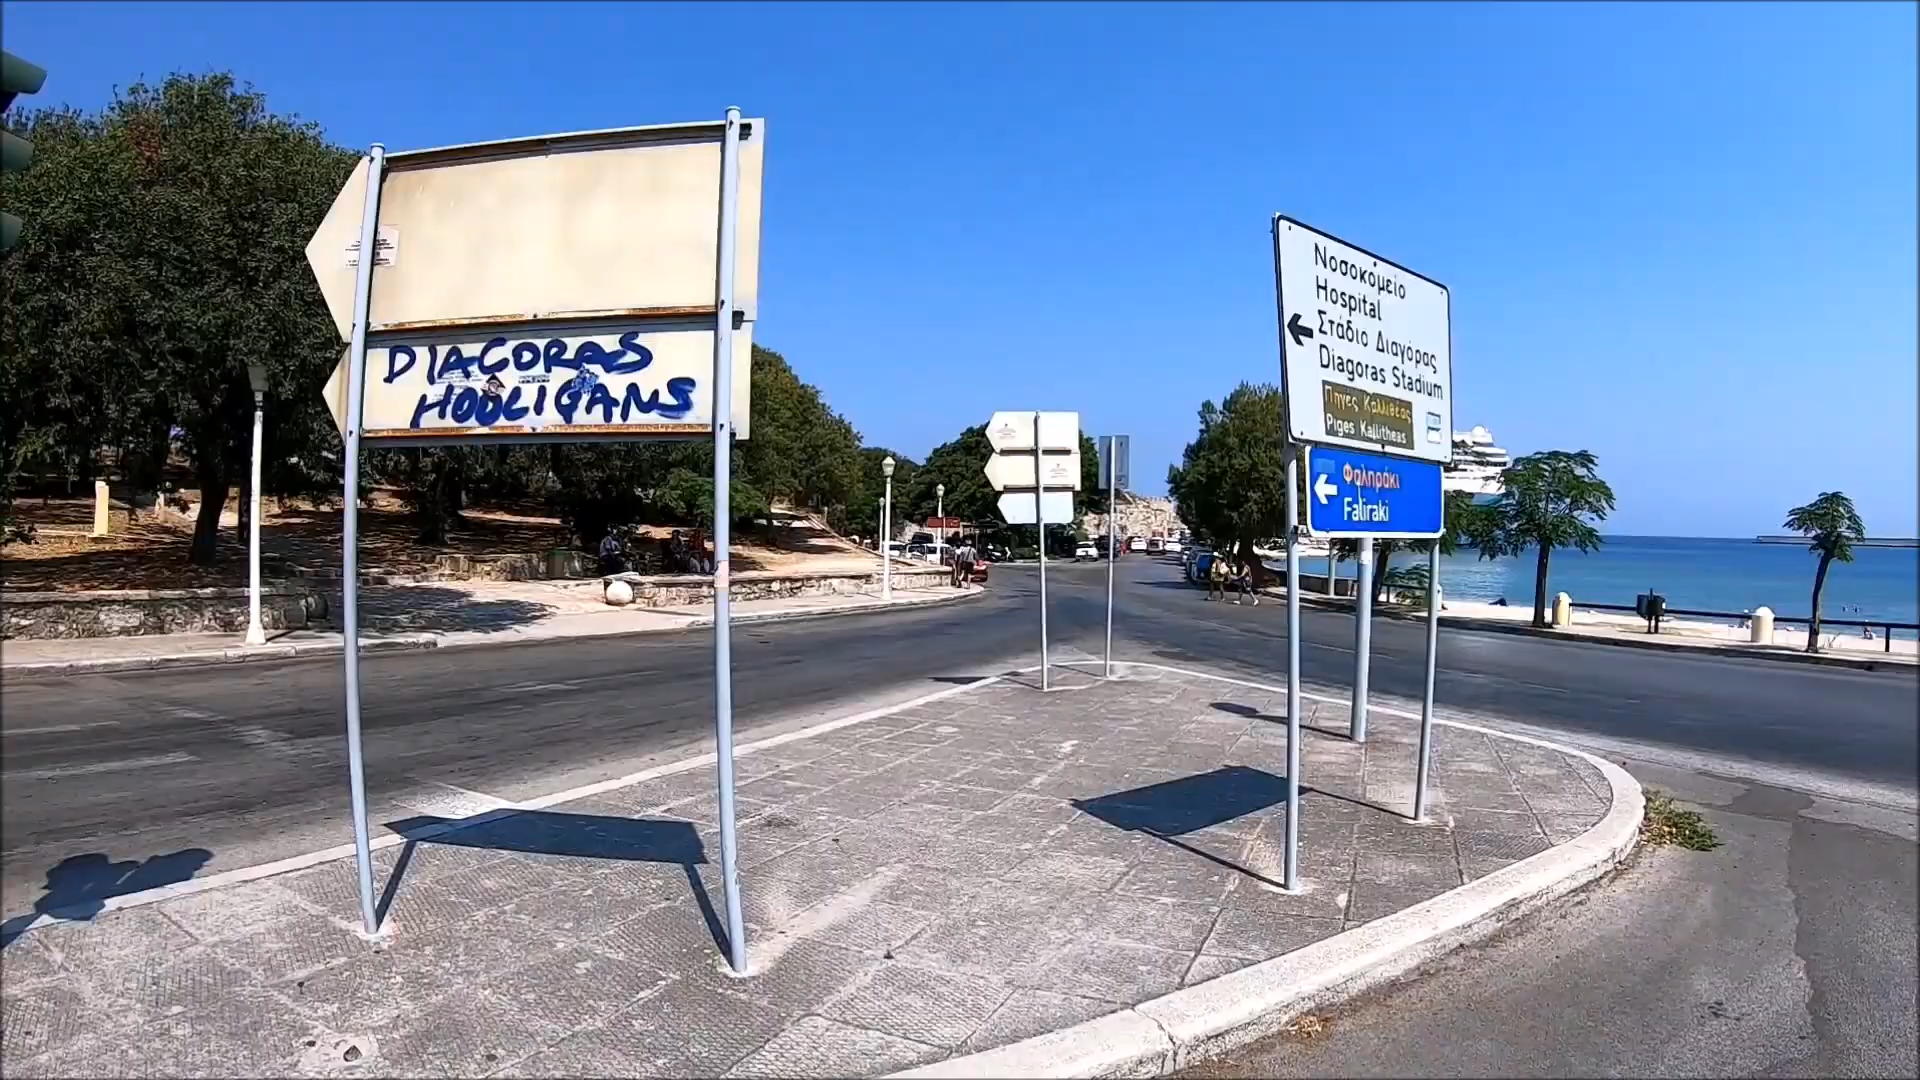 DIAGORAS
HOOLIGANS
Νοσοκομείο
Hospital
Στάδιο Διαγόρας
Diagoras Stadium
Πηγές Καλλιθέας
Piges Kallitheas
Φαληράκι
Faliraki